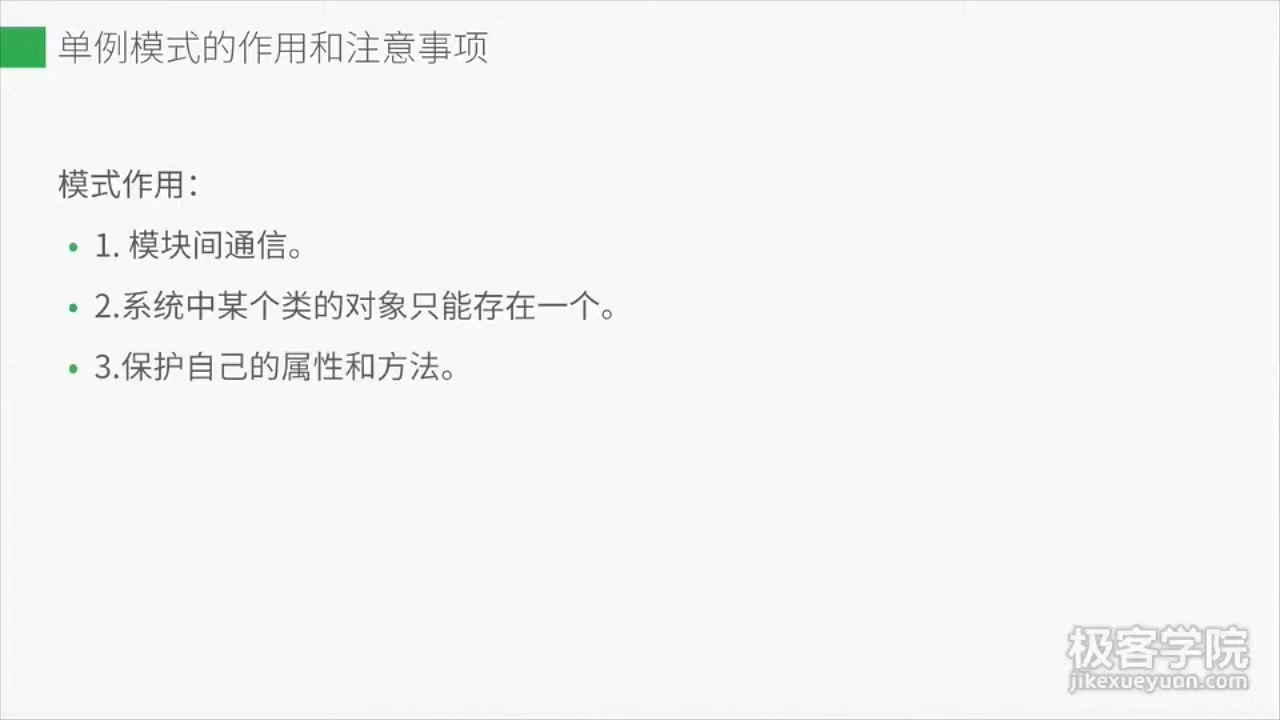 单例模式的作用和注意事项
模式作用：
1. 模块间通信。
2.系统中某个类的对象只能存在一个。
3.保护自己的属性和方法。
极客学院
jikexueyuan.com